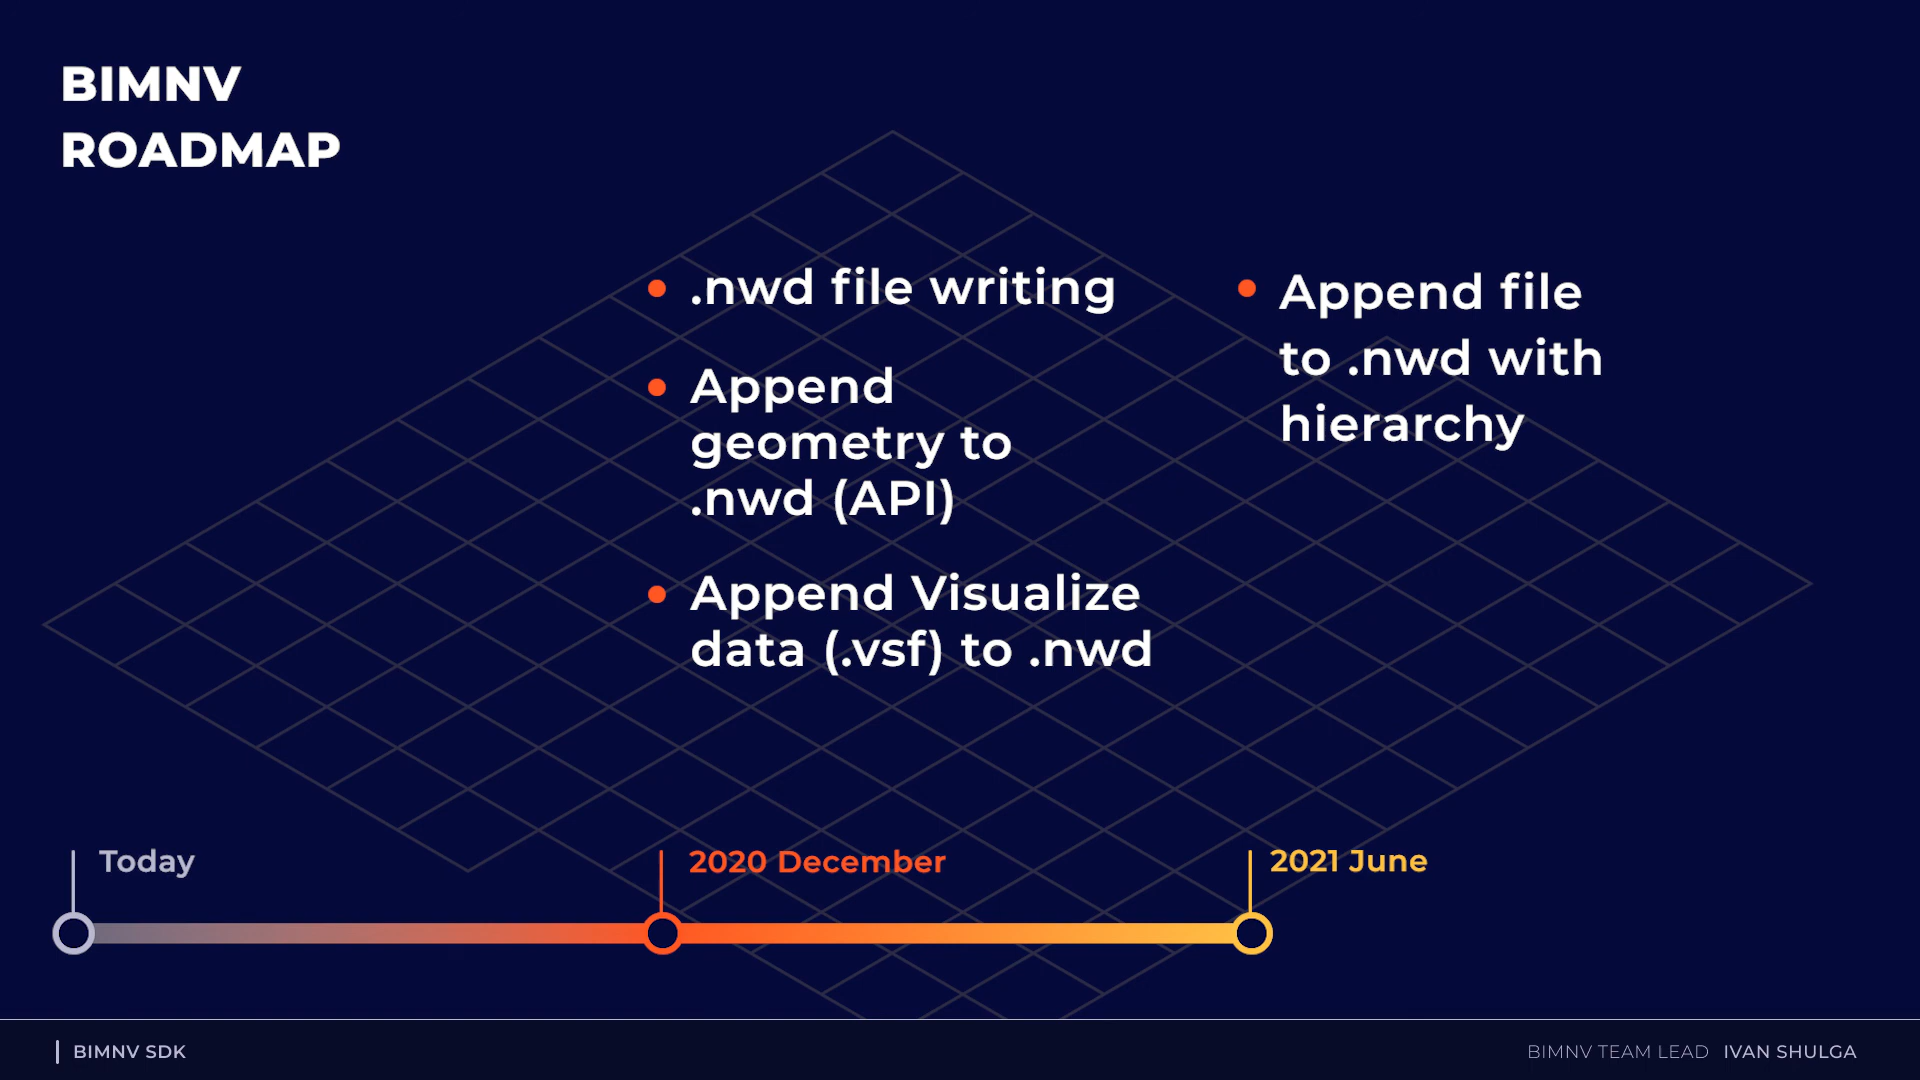 BIMNV
ROADMAP
.nwd file writing
Append
geometry to
.nwd (API)
Append Visualize
data (.vsf) to .nwd
Append file
to .nwd with
hierarchy
Today
2020 December
2021 June
BIMNV SDK
BIMNV TEAM LEAD IVAN SHULGA